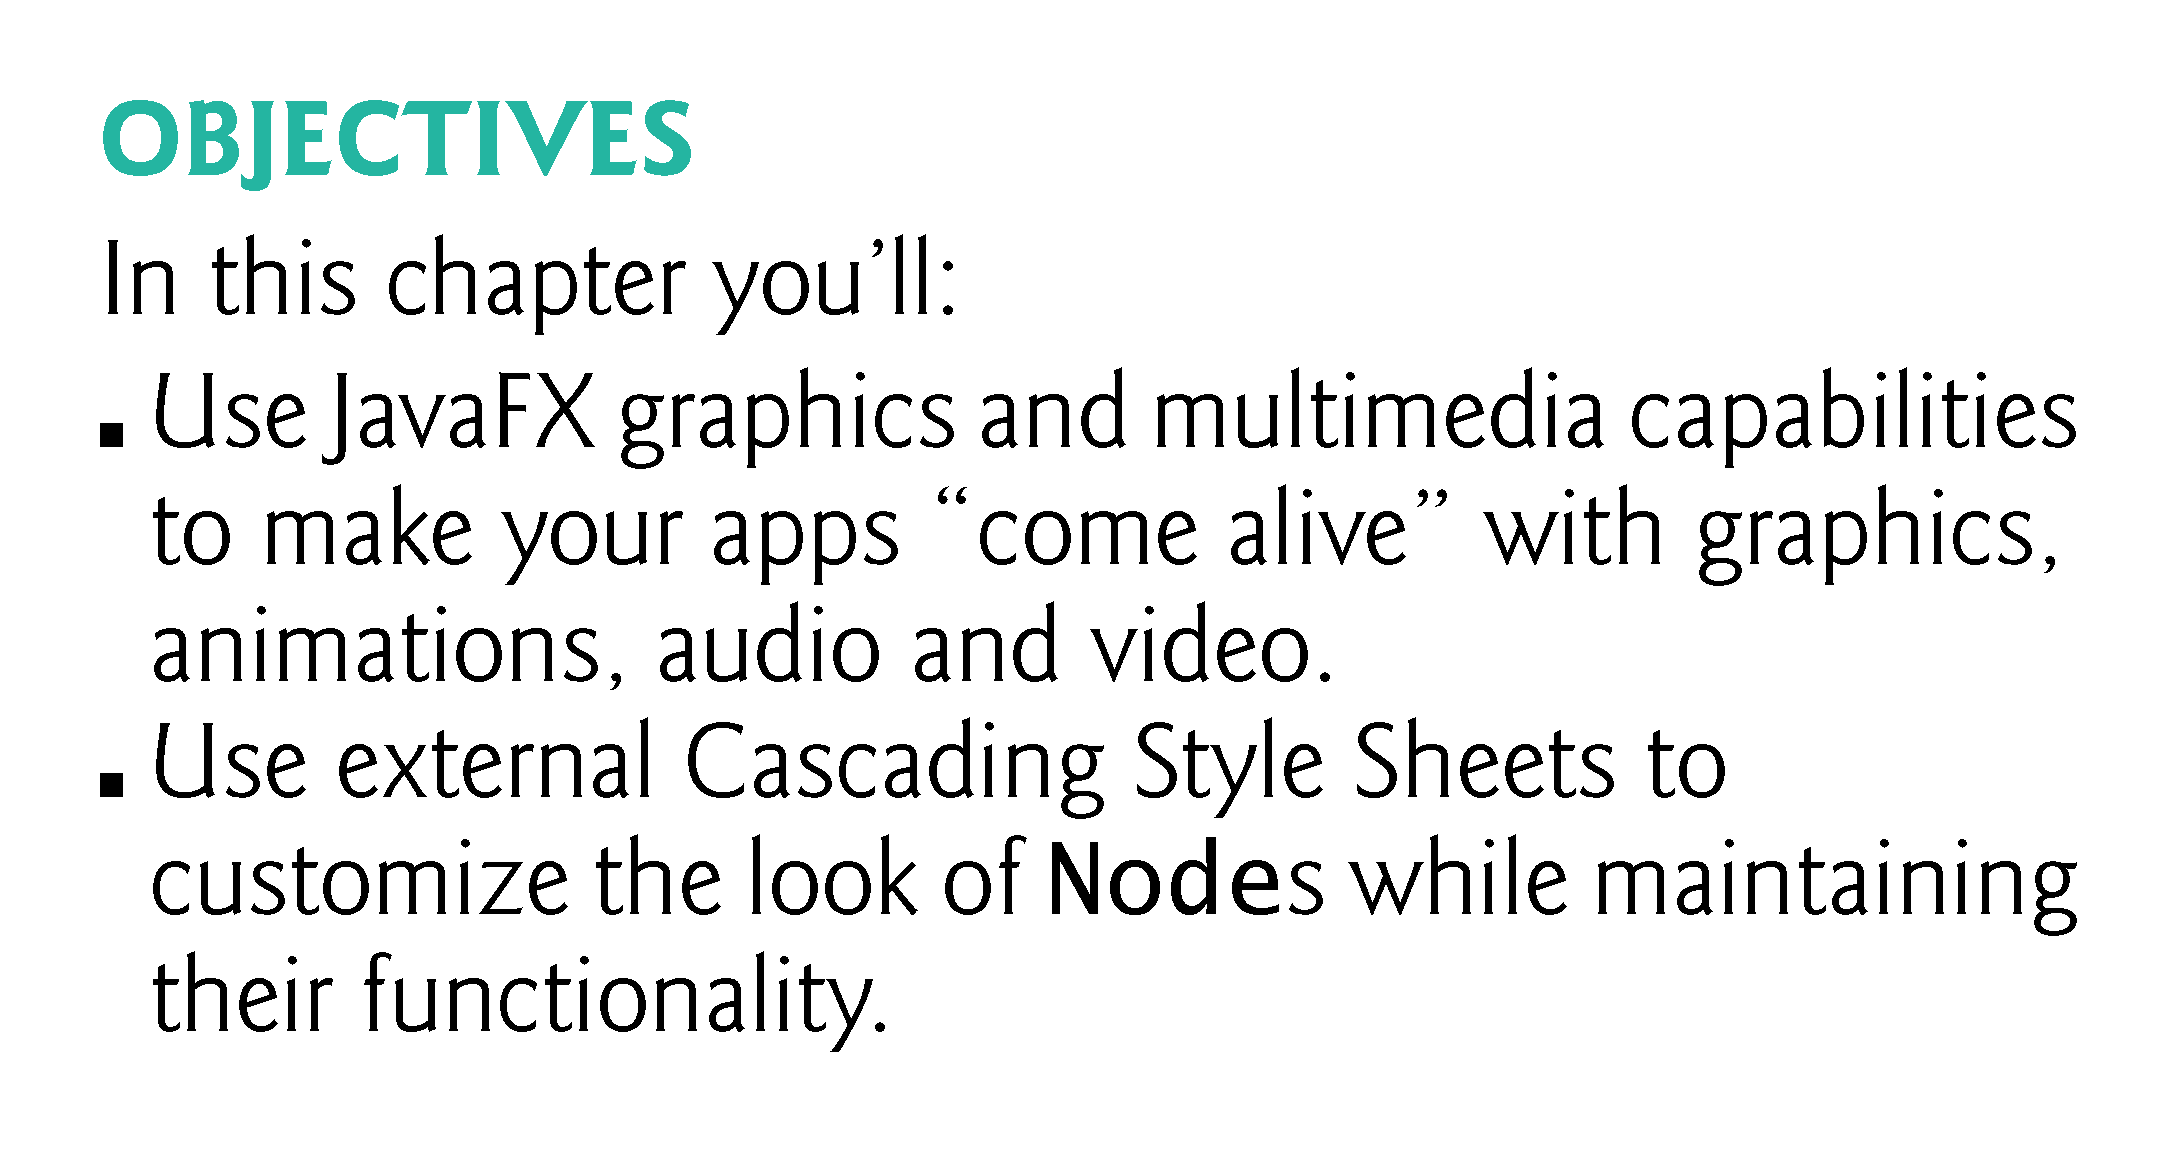 OBJECTIVES
In this chapter you’ll:
▪ Use JavaFX graphics and multimedia capabilities
to make your apps “come alive” with graphics,
animations, audio and video.
▪ Use external Cascading Style Sheets to
customize the look of Nodes while maintaining
their functionality.